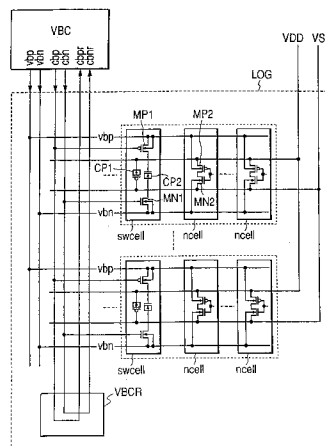 VBC
vbp vbn cbp cbn cbpr cbnr
VDD VS
LOG
MP1 MP2
vbp
CP1 CP2
MN1 MN2
vbn
swcell ncell ncell
vbp
vbn
swcell ncell ncell
VBCR